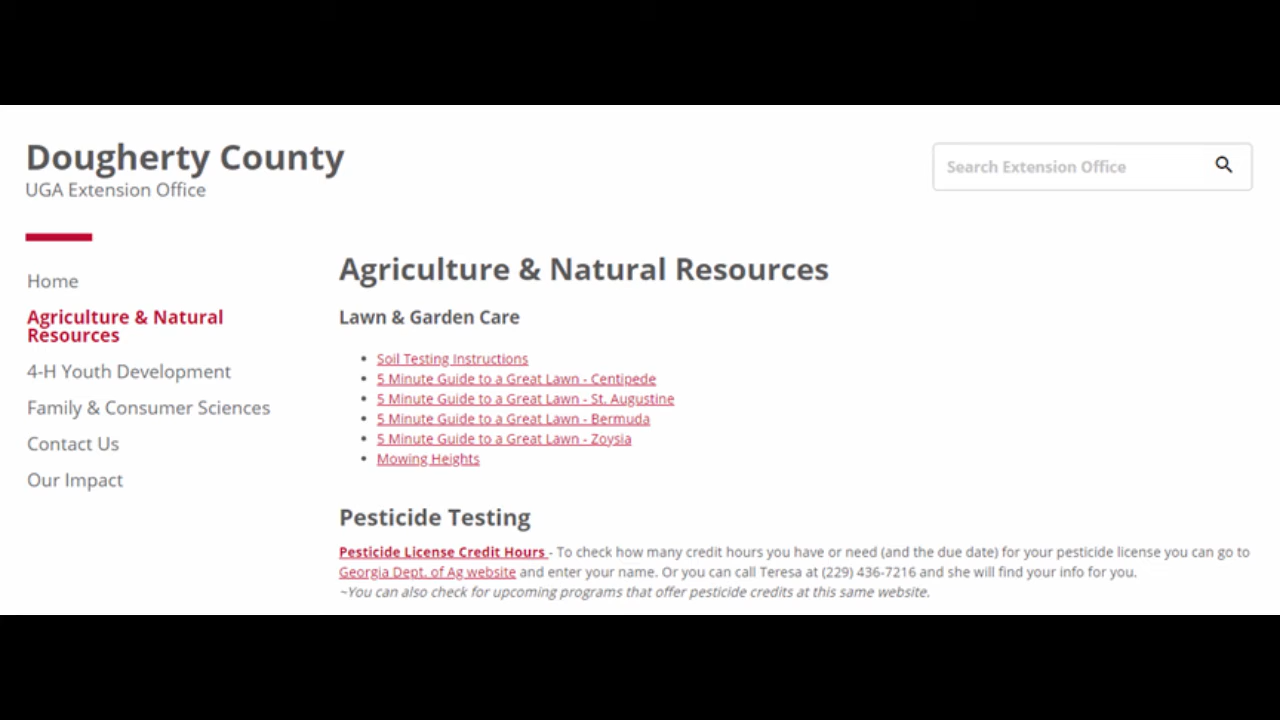 Dougherty County
UGA Extension Office
Search Extension Office
Home
Agriculture & Natural
Resources
4-H Youth Development
Family & Consumer Sciences
Contact Us
Our Impact
Agriculture & Natural Resources
Lawn & Garden Care
• Soil Testing Instructions
• 5 Minute Guide to a Great Lawn - Centipede
• 5 Minute Guide to a Great Lawn - St. Augustine
• 5 Minute Guide to a Great Lawn - Bermuda
• 5 Minute Guide to a Great Lawn - Zoysia
• Mowing Heights
Pesticide Testing
Pesticide License Credit Hours - To check how many credit hours you have or need (and the due date) for your pesticide license you can go to
Georgia Dept. of Ag website and enter your name. Or you can call Teresa at (229) 436-7216 and she will find your info for you.
~You can also check for upcoming programs that offer pesticide credits at this same website.